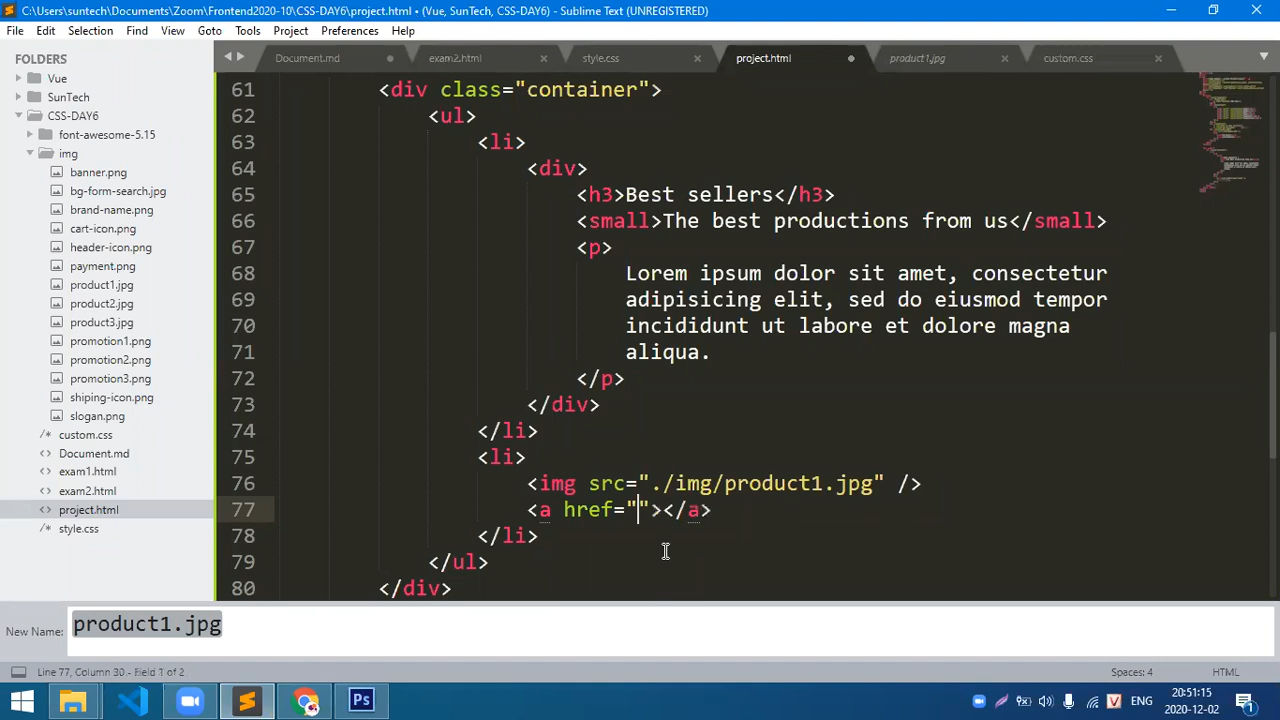 C:\Users\suntech\Documents\Zoom\Frontend2020-10\CSS-DAY6\project.html • (Vue, SunTech, CSS-DAY6) - Sublime Text (UNREGISTERED)
File Edit Selection Find View Goto Tools Project Preferences Help
FOLDERS
Vue
SunTech
CSS-DAY6
font-awesome-5.15
img
banner.png
bg-form-search.jpg
brand-name.png
cart-icon.png
header-icon.png
payment.png
product1.jpg
product2.jpg
product3.jpg
promotion1.png
promotion2.png
promotion3.png
shiping-icon.png
slogan.png
custom.css
Document.md
exam1.html
exam2.html
project.html
style.css
Document.md exam2.html style.css project.html product1.jpg custom.css
61 <div class="container">
62 <ul>
63 <li>
64 <div>
65 <h3>Best sellers</h3>
66 <small>The best productions from us</small>
67 <p>
68 Lorem ipsum dolor sit amet, consectetur
69 adipisicing elit, sed do eiusmod tempor
70 incididunt ut labore et dolore magna
71 aliqua.
72 </p>
73 </div>
74 </li>
75 <li>
76 <img src="./img/product1.jpg" />
77 <a href=""></a>
78 </li>
79 </ul>
80 </div>
New Name: product1.jpg
Line 77, Column 30 - Field 1 of 2 Spaces: 4 HTML
Ps
V ENG 20:51:15
2020-12-02
1